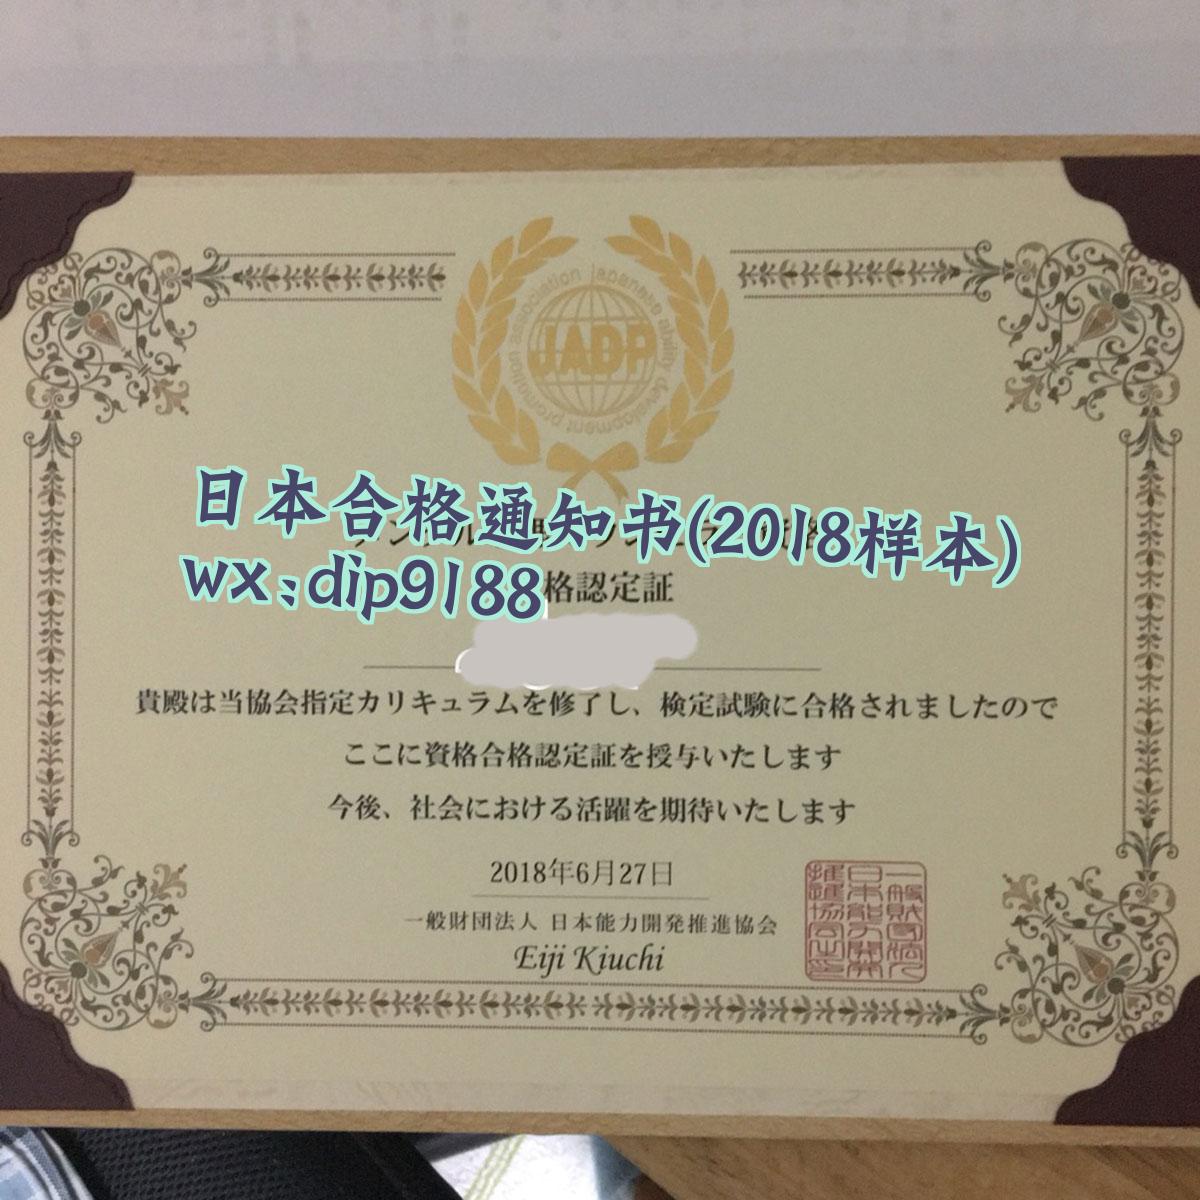 japanese ability development promotion association
JADP
日本合格通知书(2018样本)
wx:dip9188
格認定証
貴殿は当協会指定カリキュラムを修了し、検定試験に合格されましたので
ここに資格合格認定証を授与いたします
今後、社会における活躍を期待いたします
2018年6月27日
一般財団法人 日本能力開発推進協会
Eiji Kiuchi